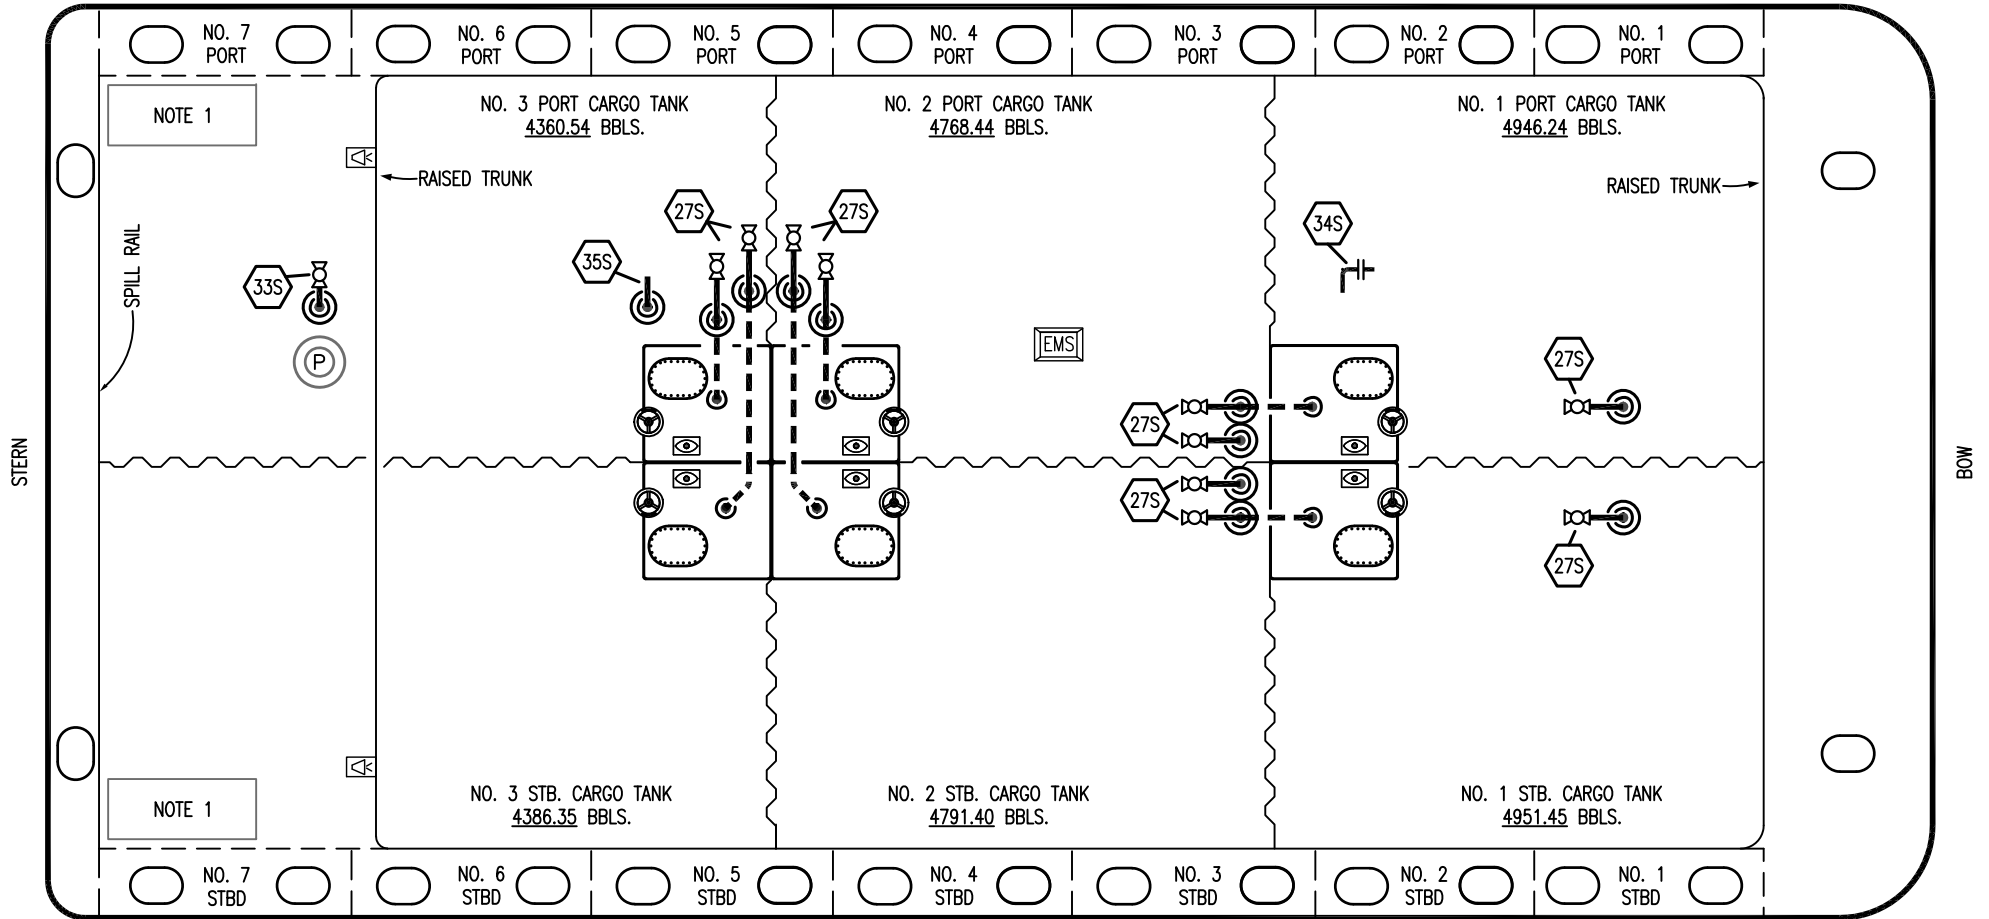 NO. 7
PORT
NO. 6
PORT
NO. 5
PORT
NO. 4
PORT
NO. 3
PORT
NO. 2
PORT
NO. 1
PORT
NOTE 1
NO. 3 PORT CARGO TANK
4360.54 BBLS.
NO. 2 PORT CARGO TANK
4768.44 BBLS.
NO. 1 PORT CARGO TANK
4946.24 BBLS.
RAISED TRUNK
RAISED TRUNK
SPILL RAIL
33S
35S
27S
27S
34S
P
EMS
27S
27S
27S
27S
STERN
BOW
NOTE 1
NO. 3 STB. CARGO TANK
4386.35 BBLS.
NO. 2 STB. CARGO TANK
4791.40 BBLS.
NO. 1 STB. CARGO TANK
4951.45 BBLS.
NO. 7
STBD
NO. 6
STBD
NO. 5
STBD
NO. 4
STBD
NO. 3
STBD
NO. 2
STBD
NO. 1
STBD